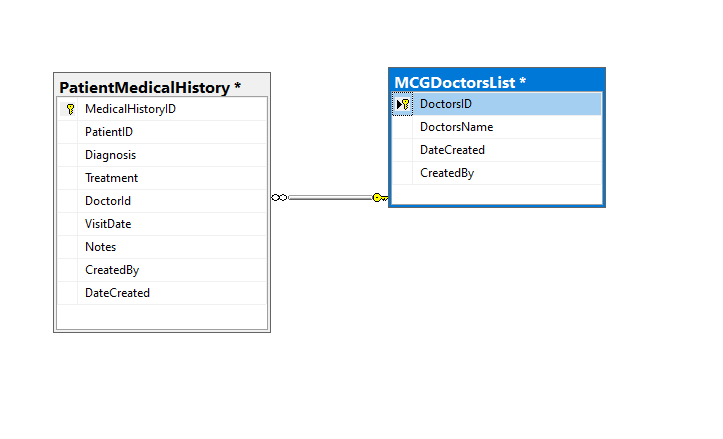 PatientMedicalHistory *
MedicalHistoryID
PatientID
Diagnosis
Treatment
DoctorId
VisitDate
Notes
CreatedBy
DateCreated
MCGDoctorsList *
DoctorsID
DoctorsName
DateCreated
CreatedBy